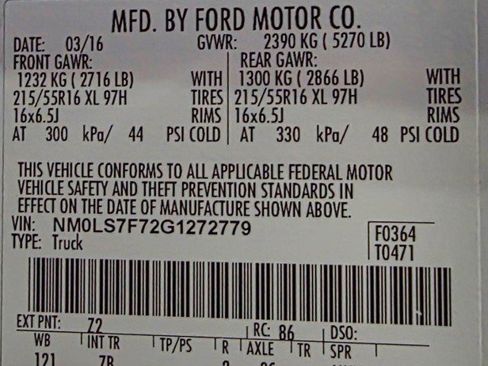 MFD. BY FORD MOTOR CO.
DATE: 03/16 GVWR: 2390 KG ( 5270 LB)
FRONT GAWR: REAR GAWR:
1232 KG ( 2716 LB) WITH 1300 KG ( 2866 LB) WITH
215/55R16 XL 97H TIRES 215/55R16 XL 97H TIRES
16x6.5J RIMS 16x6.5J RIMS
AT 300 kPa/ 44 PSI COLD AT 330 kPa/ 48 PSI COLD
THIS VEHICLE CONFORMS TO ALL APPLICABLE FEDERAL MOTOR
VEHICLE SAFETY AND THEFT PREVENTION STANDARDS IN
EFFECT ON THE DATE OF MANUFACTURE SHOWN ABOVE.
VIN: NM0LS7F72G1272779 F0364
TYPE: Truck T0471
EXT PNT: Z2 RC: 86 DSO:
WB INT TR TP/PS R AXLE TR SPR
121 7B